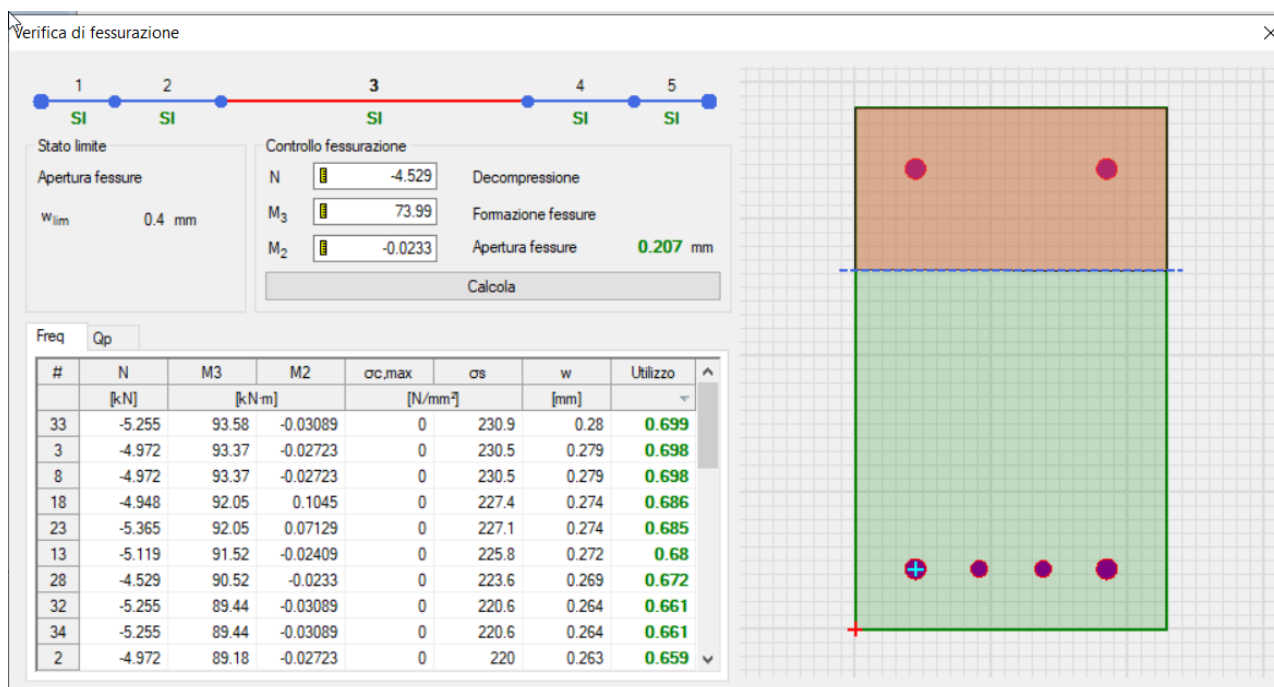 Verifica di fessurazione
1 2 3 4 5
SI SI SI SI SI
Stato limite
Apertura fessure
wlim 0.4 mm
Controllo fessurazione
N -4.529 Decompressione
M3 73.99 Formazione fessure
M2 -0.0233 Apertura fessure 0.207 mm
Calcola
Freq Qp
# N M3 M2 σc,max σs w Utilizzo
[kN] [kN·m] [N/mm²] [mm]
33 -5.255 93.58 -0.03089 0 230.9 0.28 0.699
3 -4.972 93.37 -0.02723 0 230.5 0.279 0.698
8 -4.972 93.37 -0.02723 0 230.5 0.279 0.698
18 -4.948 92.05 0.1045 0 227.4 0.274 0.686
23 -5.365 92.05 0.07129 0 227.1 0.274 0.685
13 -5.119 91.52 -0.02409 0 225.8 0.272 0.68
28 -4.529 90.52 -0.0233 0 223.6 0.269 0.672
32 -5.255 89.44 -0.03089 0 220.6 0.264 0.661
34 -5.255 89.44 -0.03089 0 220.6 0.264 0.661
2 -4.972 89.18 -0.02723 0 220 0.263 0.659